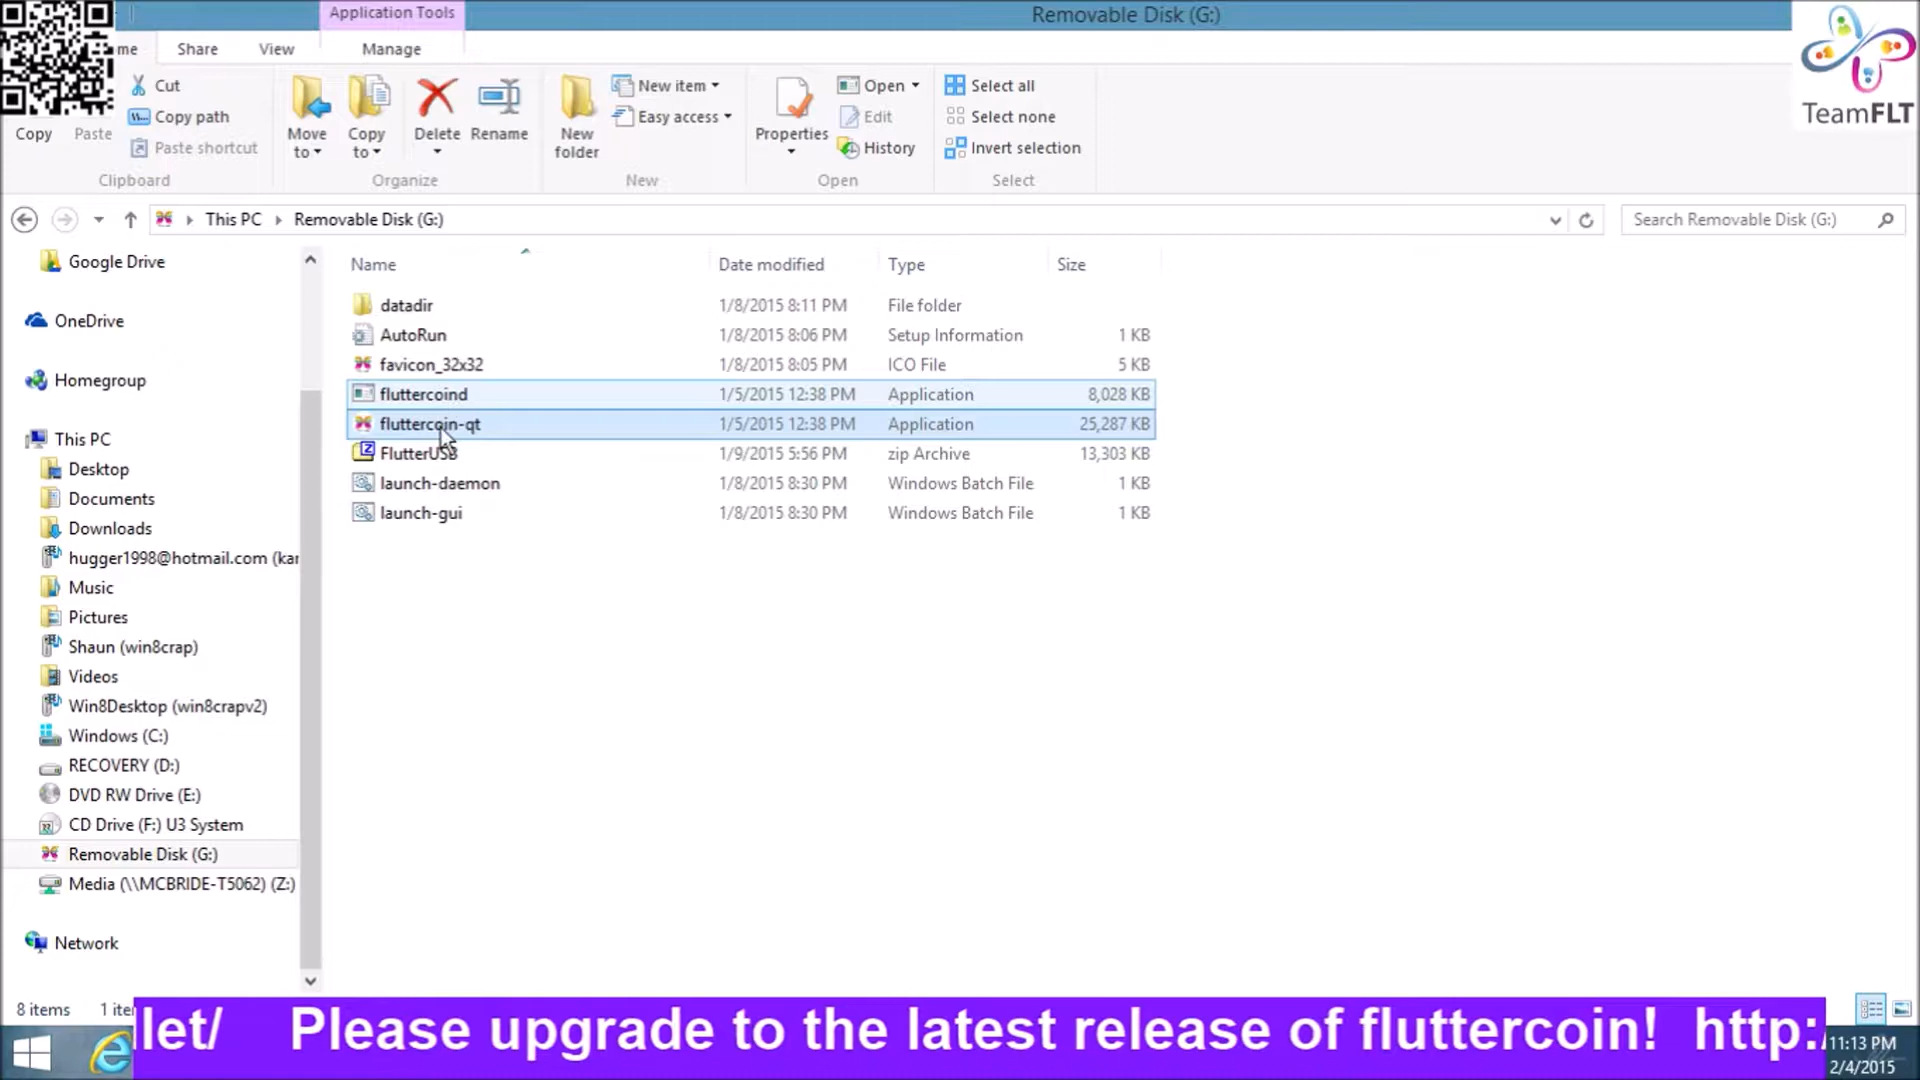 Application Tools
Removable Disk (G:)
me
Share
View
Manage
Cut
Copy path
Paste shortcut
Copy
Paste
Clipboard
Move to
Copy to
Delete
Rename
Organize
New folder
New item
Easy access
New
Properties
Open
Edit
History
Open
Select all
Select none
Invert selection
Select
TeamFLT
This PC
Removable Disk (G:)
Search Removable Disk (G:)
Google Drive
OneDrive
Homegroup
This PC
Desktop
Documents
Downloads
hugger1998@hotmail.com (kar
Music
Pictures
Shaun (win8crap)
Videos
Win8Desktop (win8crapv2)
Windows (C:)
RECOVERY (D:)
DVD RW Drive (E:)
CD Drive (F:) U3 System
Removable Disk (G:)
Media (\\MCBRIDE-T5062) (Z:)
Network
Name Date modified Type Size
datadir 1/8/2015 8:11 PM File folder
AutoRun 1/8/2015 8:06 PM Setup Information 1 KB
favicon_32x32 1/8/2015 8:05 PM ICO File 5 KB
fluttercoind 1/5/2015 12:38 PM Application 8,028 KB
fluttercoin-qt 1/5/2015 12:38 PM Application 25,287 KB
FlutterUSB 1/9/2015 5:56 PM zip Archive 13,303 KB
launch-daemon 1/8/2015 8:30 PM Windows Batch File 1 KB
launch-gui 1/8/2015 8:30 PM Windows Batch File 1 KB
8 items 1 ite
let/ Please upgrade to the latest release of fluttercoin! http:/
11:13 PM
2/4/2015